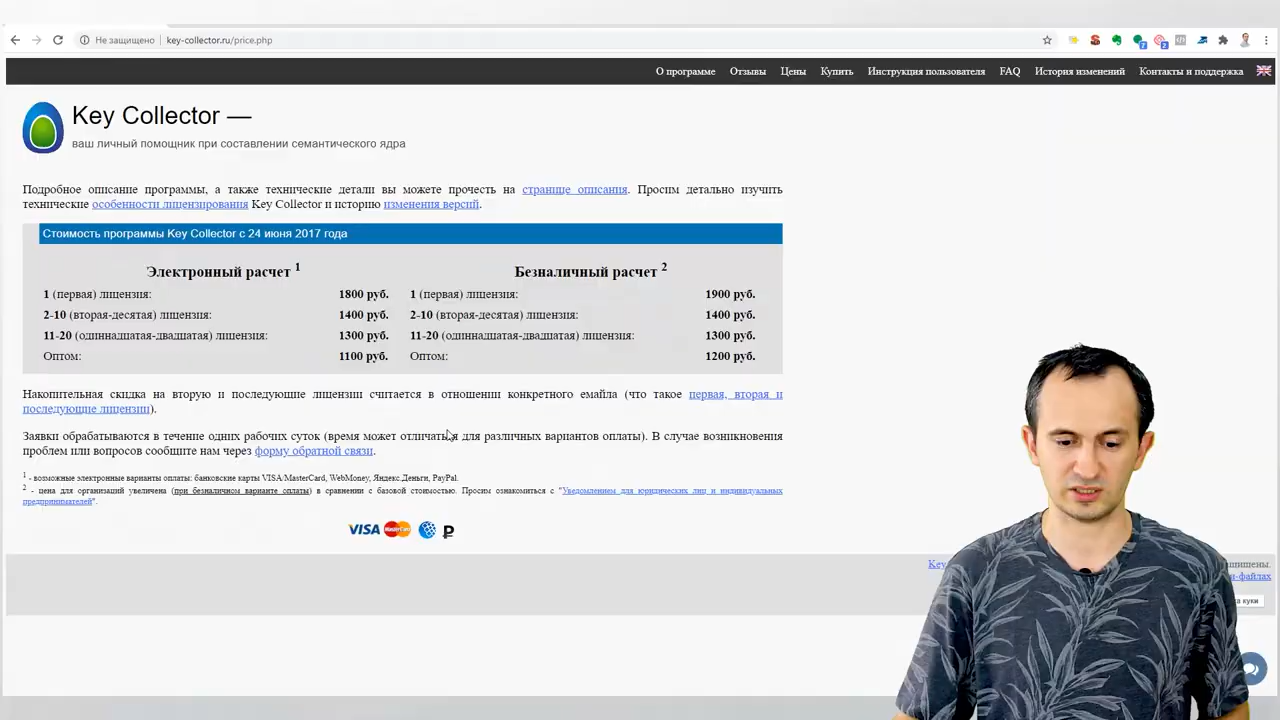 Не защищено key-collector.ru/price.php
О программе Отзывы Цены Купить Инструкция пользователя FAQ История изменений Контакты и поддержка
Key Collector —
ваш личный помощник при составлении семантического ядра
Подробное описание программы, а также технические детали вы можете прочесть на странице описания. Просим детально изучить
технические особенности лицензирования Key Collector и историю изменения версий.
Стоимость программы Key Collector с 24 июня 2017 года
Электронный расчет 1 Безналичный расчет 2
1 (первая) лицензия: 1800 руб. 1 (первая) лицензия: 1900 руб.
2-10 (вторая-десятая) лицензия: 1400 руб. 2-10 (вторая-десятая) лицензия: 1400 руб.
11-20 (одиннадцатая-двадцатая) лицензия: 1300 руб. 11-20 (одиннадцатая-двадцатая) лицензия: 1300 руб.
Оптом: 1100 руб. Оптом: 1200 руб.
Накопительная скидка на вторую и последующие лицензии считается в отношении конкретного емайла (что такое первая, вторая и
последующие лицензии).
Заявки обрабатываются в течение одних рабочих суток (время может отличаться для различных вариантов оплаты). В случае возникновения
проблем или вопросов сообщите нам через форму обратной связи.
1 - возможные электронные варианты оплаты: банковские карты VISA/MasterCard, WebMoney, Яндекс.Деньги, PayPal.
2 - цена для организаций увеличена (при безналичном варианте оплаты) в сравнении с базовой стоимостью. Просим ознакомиться с "Уведомлением для юридических лиц и индивидуальных
предпринимателей".
VISA MasterCard
Key
и-файлах
куки